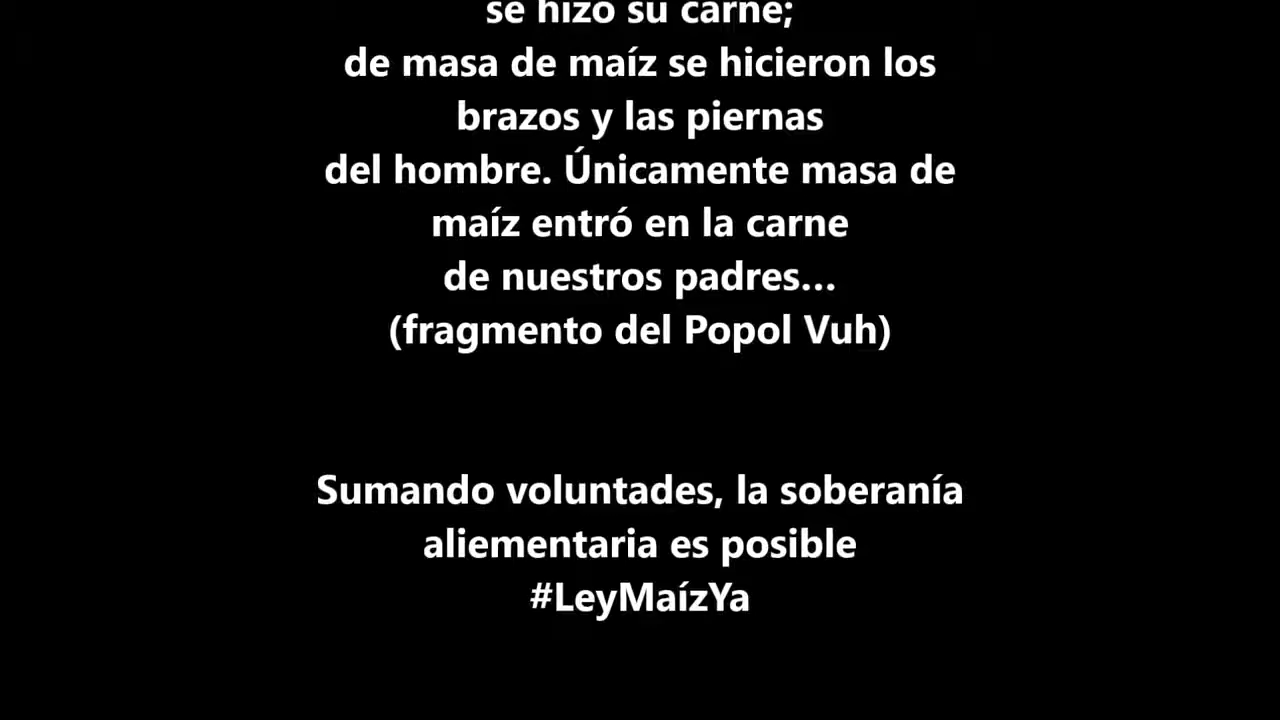 se hizo su carne;
de masa de maíz se hicieron los
brazos y las piernas
del hombre. Únicamente masa de
maíz entró en la carne
de nuestros padres...
(fragmento del Popol Vuh)
Sumando voluntades, la soberanía
aliementaria es posible
#LeyMaízYa